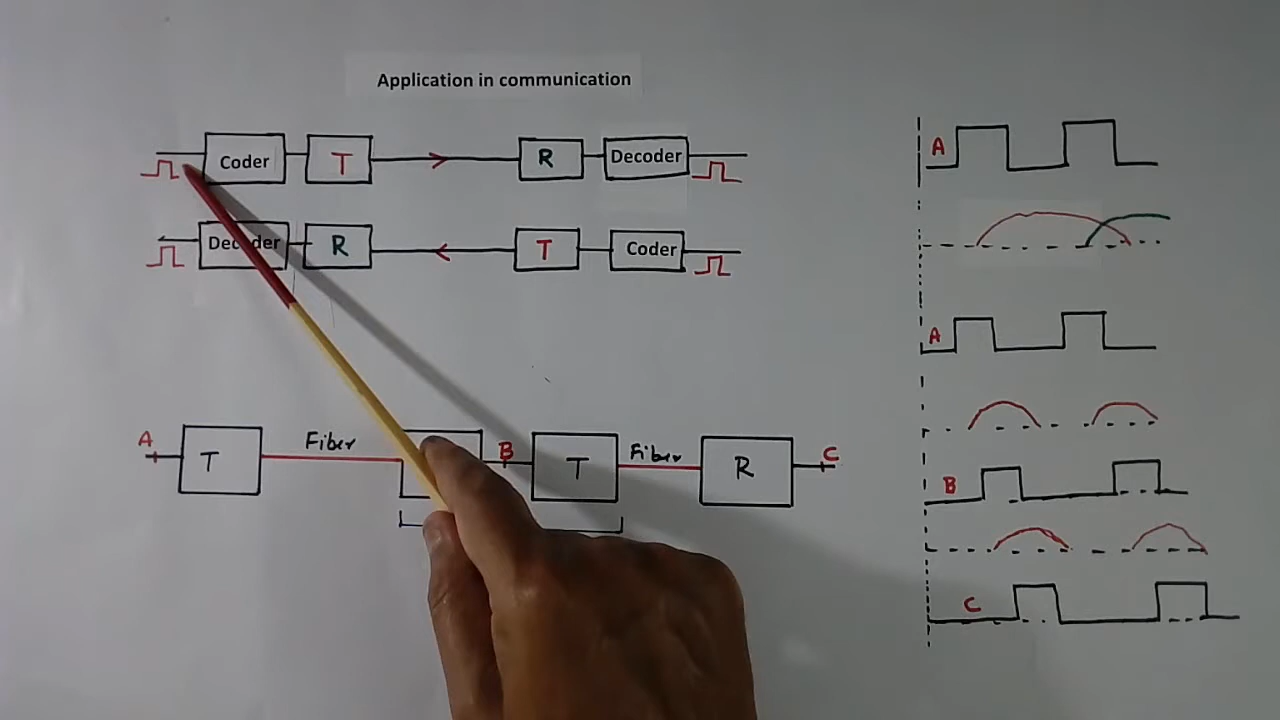 Application in communication
Coder T R Decoder
Decoder R T Coder
A T Fiber B T Fiber R C
A
A
B
C